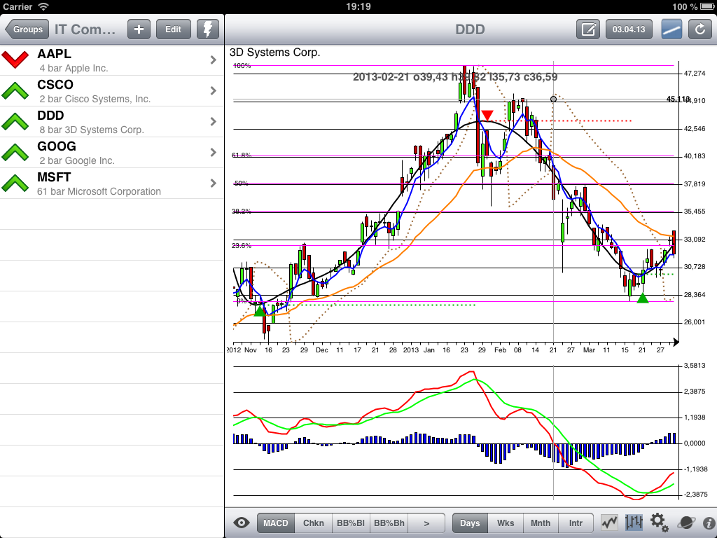 Carrier 19:19 100 %
Groups IT Com... + Edit DDD 03.04.13
AAPL
4 bar Apple Inc.
CSCO
2 bar Cisco Systems, Inc.
DDD
8 bar 3D Systems Corp.
GOOG
2 bar Google Inc.
MSFT
61 bar Microsoft Corporation
3D Systems Corp.
100%
2013-02-21 o39,43 h39,82 l35,73 c36,59
47,274
45,113
44,910
42,546
61.8%
40,183
50%
37,819
38.2%
35,455
33,092
23.6%
30,728
28,364
26,001
2012 Nov 16 23 29 Dec 11 17 21 28 2013 Jan 16 23 29 Feb 08 14 21 27 Mar 15 21 27
3,5813
2,3875
1,1938
0,0000
-1,1938
-2,3875
MACD Chkn BB%Bl BB%Bh > Days Wks Mnth Intr